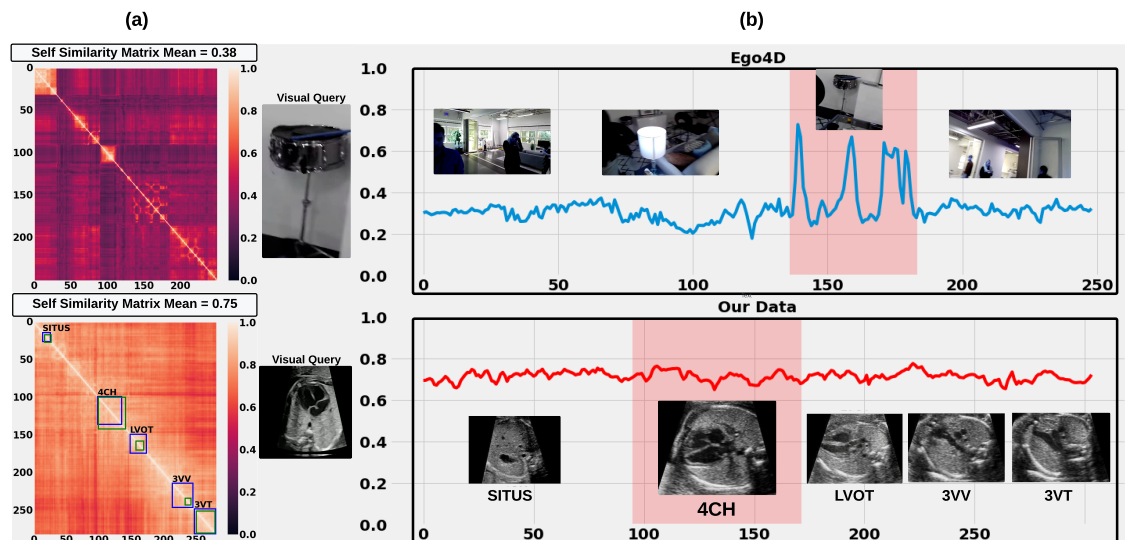 (a)
(b)
Self Similarity Matrix Mean = 0.38
0
50
100
150
200
0 50 100 150 200
1.0
0.8
0.6
0.4
0.2
0.0
Visual Query
Ego4D
1.0
0.8
0.6
0.4
0.2
0.0
0 50 100 150 200 250
Self Similarity Matrix Mean = 0.75
0
50
100
150
200
250
0 50 100 150 200 250
SITUS
4CH
LVOT
3VV
3VT
1.0
0.8
0.6
0.4
0.2
0.0
Visual Query
Our Data
1.0
0.8
0.6
0.4
0.2
0.0
SITUS
4CH
LVOT
3VV
3VT
0 50 100 150 200 250